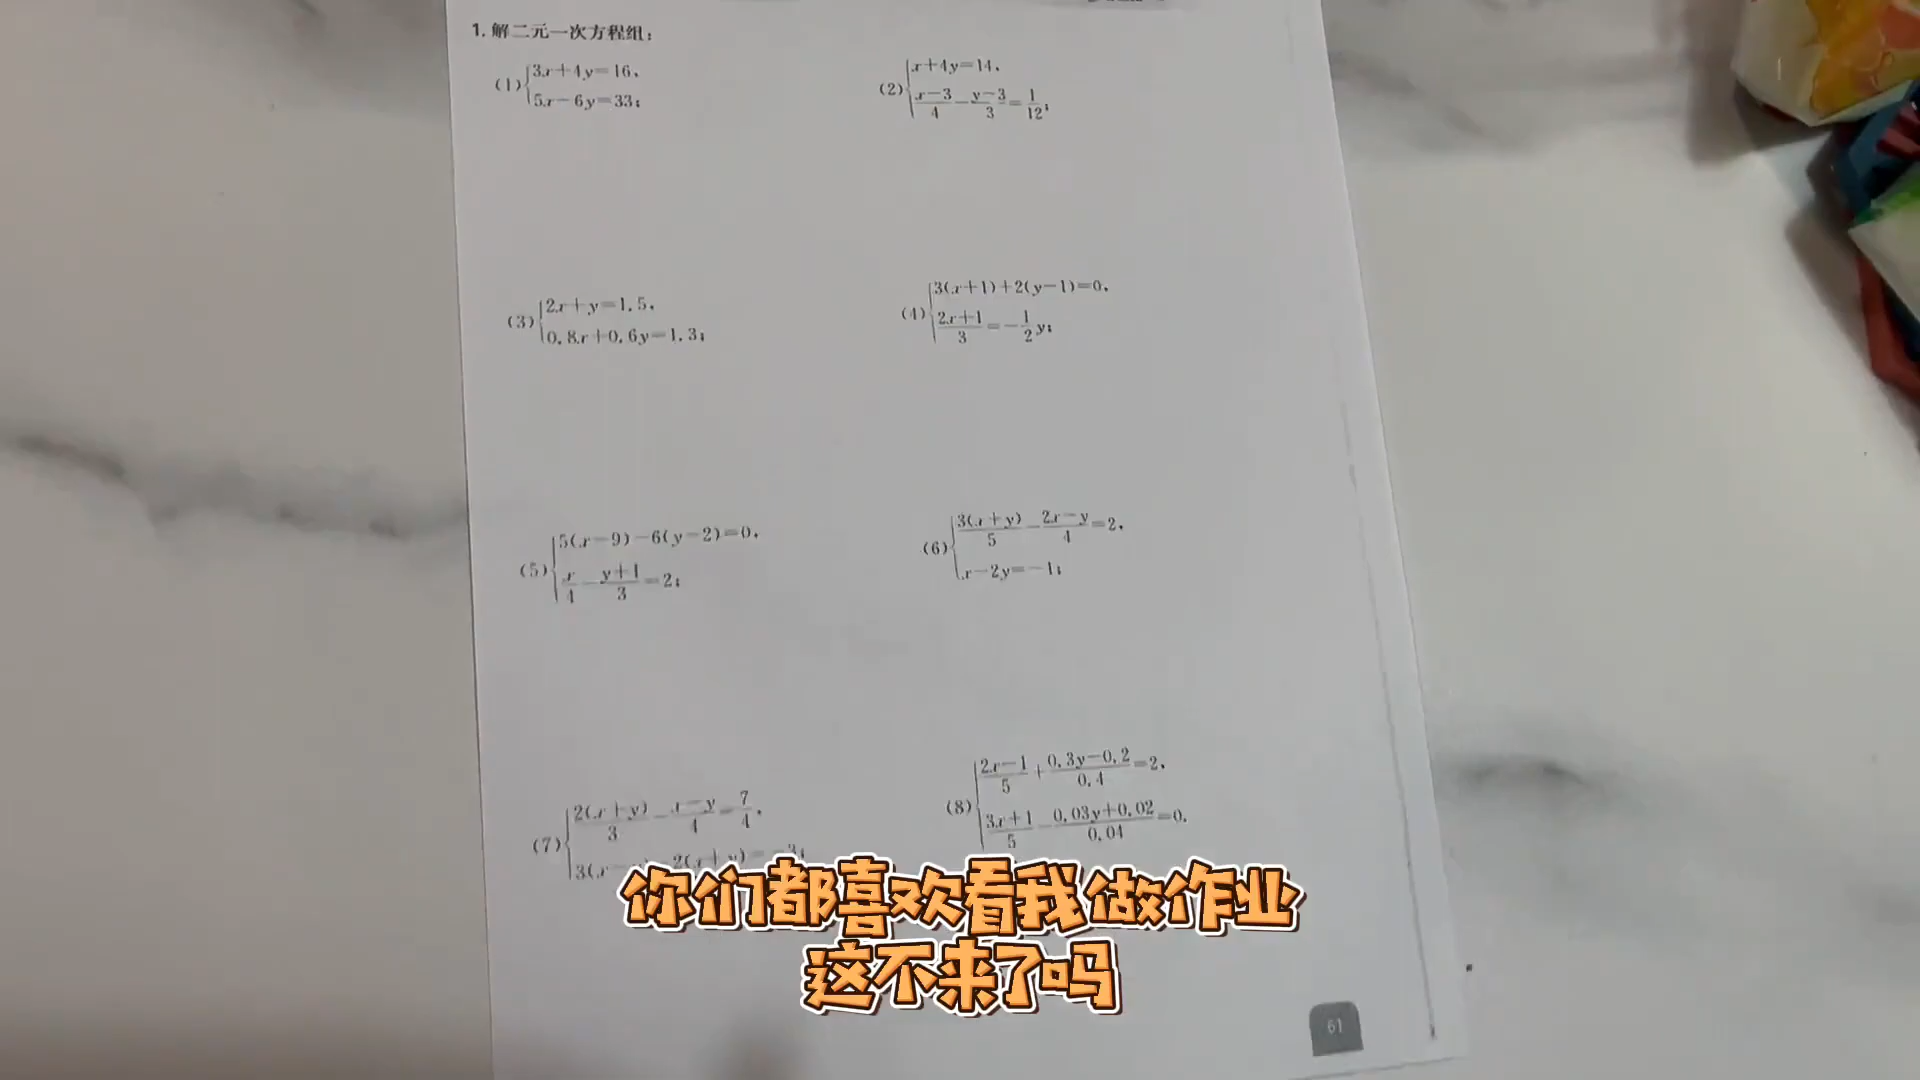 1. 解二元一次方程组：
(1) {3x+4y=16, 5x-6y=33;
(2) {x+4y=14, (x-3)/4-(y-3)/3=1/12;
(3) {2x+y=1.5, 0.8x+0.6y=1.3;
(4) {3(x+1)+2(y-1)=0, (2x+1)/3=-1/2y;
(5) {5(x-9)-6(y-2)=0, x/4-(y+1)/3=2;
(6) {3(x+y)/5-(2x-y)/4=2, x-2y=-1;
(7) {2(x+y)/3-(x-y)/4=7/4,
(8) {(2x-1)/5+(0.3y-0.2)/0.4=2, (3x+1)/5-(0.03y+0.02)/0.04=0.
你们都喜欢看我做作业
这不来了吗
61